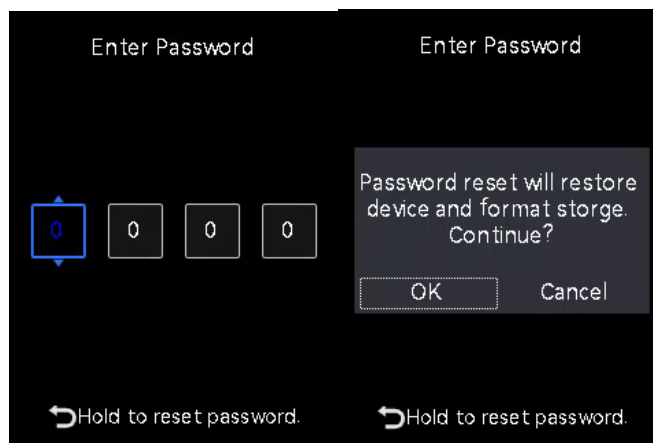 Enter Password
0 0 0 0
Hold to reset password.
Enter Password
Password reset will restore
device and format storge.
Continue?
OK Cancel
Hold to reset password.